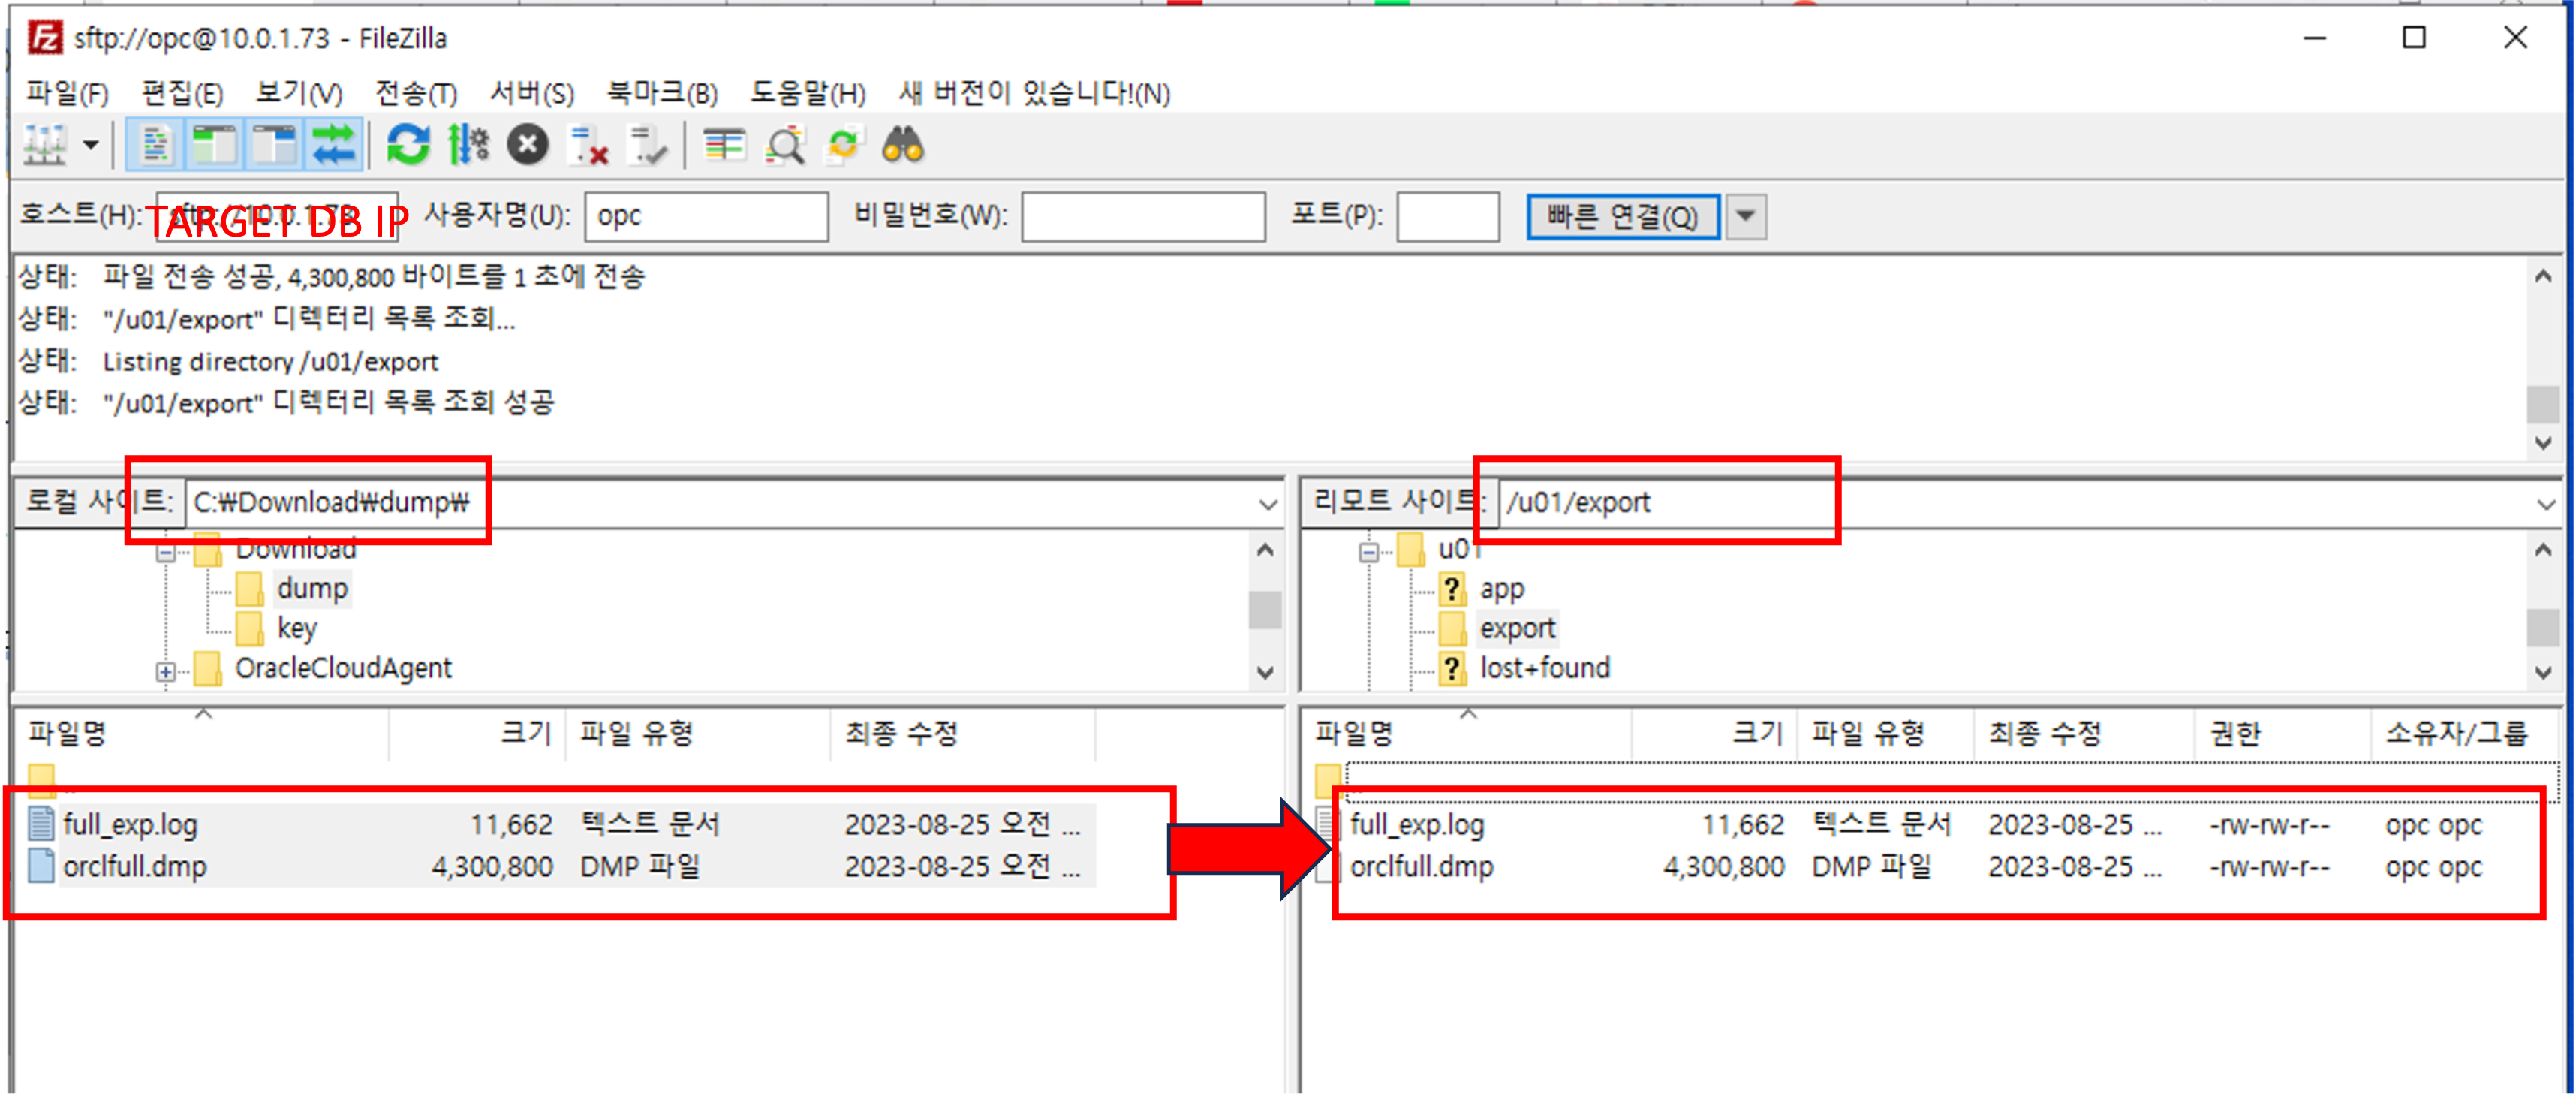 sftp://opc@10.0.1.73 - FileZilla
파일(F) 편집(E) 보기(V) 전송(T) 서버(S) 북마크(B) 도움말(H) 새 버전이 있습니다!(N)
호스트(H): sftp://10.0.1.73 사용자명(U): opc 비밀번호(W): 포트(P): 빠른 연결(Q)
TARGET DB IP
상태: 파일 전송 성공, 4,300,800 바이트를 1 초에 전송
상태: "/u01/export" 디렉터리 목록 조회...
상태: Listing directory /u01/export
상태: "/u01/export" 디렉터리 목록 조회 성공
로컬 사이트: C:₩Download₩dump₩
Download
dump
key
OracleCloudAgent
파일명 크기 파일 유형 최종 수정
..
full_exp.log 11,662 텍스트 문서 2023-08-25 오전 ...
orclfull.dmp 4,300,800 DMP 파일 2023-08-25 오전 ...
리모트 사이트: /u01/export
u01
? app
export
? lost+found
파일명 크기 파일 유형 최종 수정 권한 소유자/그룹
full_exp.log 11,662 텍스트 문서 2023-08-25 ... -rw-rw-r-- opc opc
orclfull.dmp 4,300,800 DMP 파일 2023-08-25 ... -rw-rw-r-- opc opc